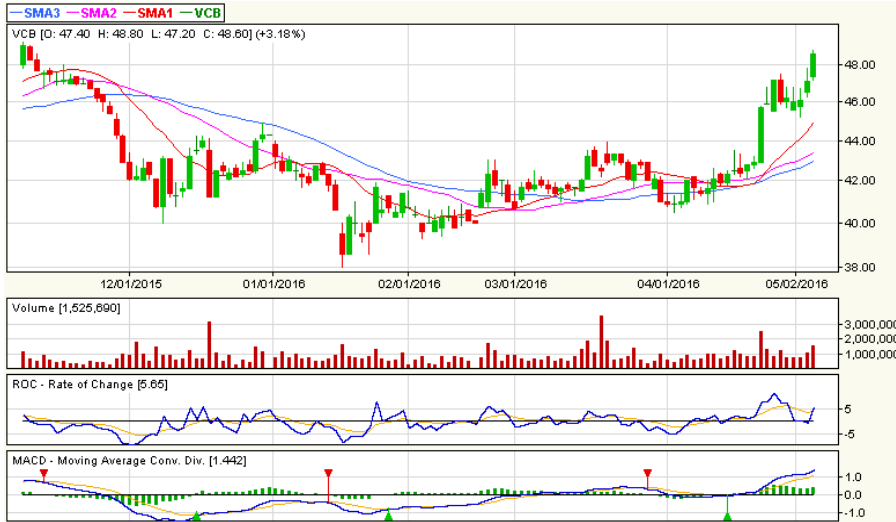 SMA3 SMA2 SMA1 VCB
VCB [O: 47.40 H: 48.80 L: 47.20 C: 48.60] (+3.18%)
48.00
46.00
44.00
42.00
40.00
38.00
12/01/2015 01/01/2016 02/01/2016 03/01/2016 04/01/2016 05/02/2016
Volume [1,525,690]
3,000,000
2,000,000
1,000,000
ROC - Rate of Change [5.65]
5
-5
MACD - Moving Average Conv. Div. [1.442]
1.0
0.0
-1.0